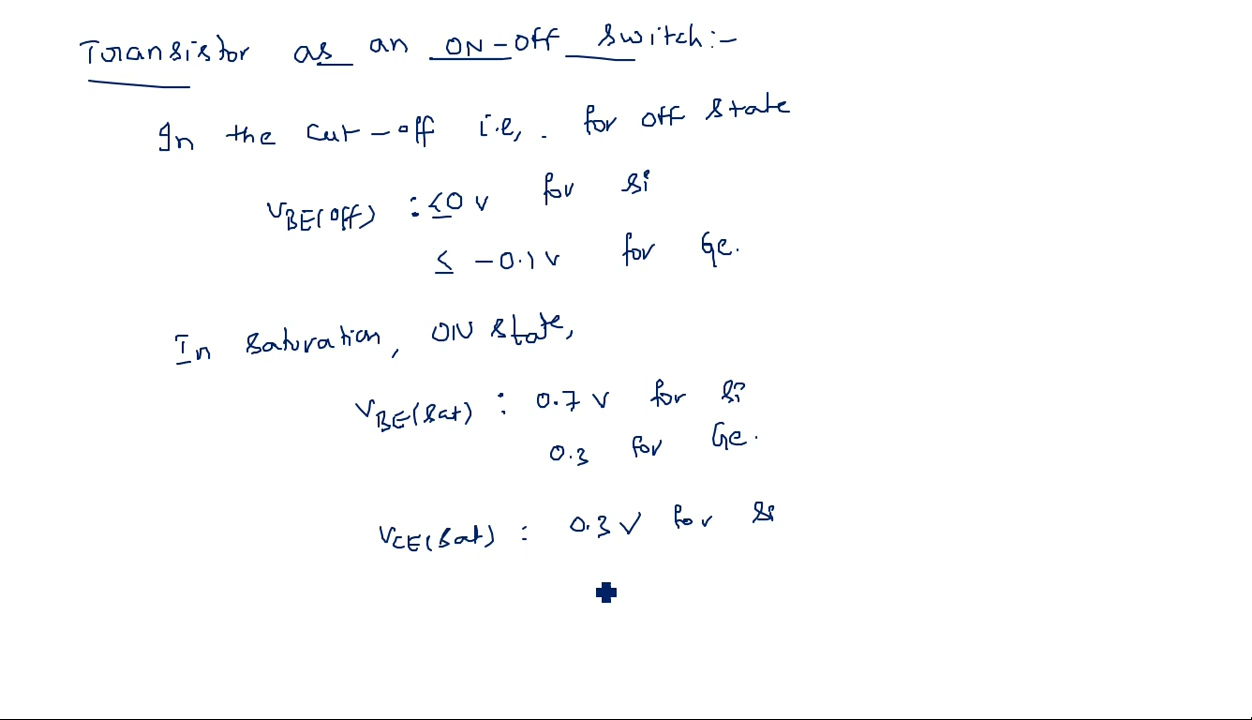 Transistor as an ON-off switch:-
In the cut-off i.e, . for off state
VBE(off) : ≤0 v for si
≤ -0.1 v for Ge.
In saturation, ON state,
VBE(sat) : 0.7 v for si
0.3 for Ge.
VCE(sat) : 0.3 V for si